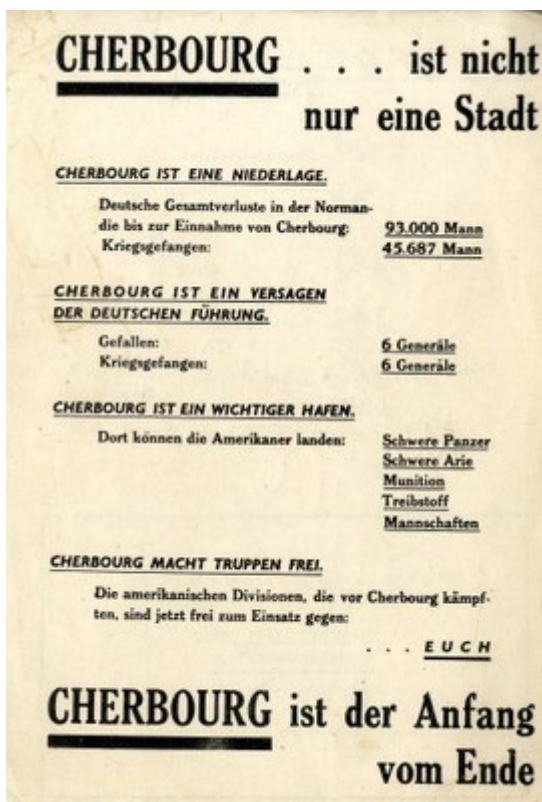 CHERBOURG . . . ist nicht
nur eine Stadt
CHERBOURG IST EINE NIEDERLAGE.
Deutsche Gesamtverluste in der Norman-
die bis zur Einnahme von Cherbourg: 93.000 Mann
Kriegsgefangen: 45.687 Mann
CHERBOURG IST EIN VERSAGEN
DER DEUTSCHEN FÜHRUNG.
Gefallen: 6 Generäle
Kriegsgefangen: 6 Generäle
CHERBOURG IST EIN WICHTIGER HAFEN.
Dort können die Amerikaner landen: Schwere Panzer
Schwere Arie
Munition
Treibstoff
Mannschaften
CHERBOURG MACHT TRUPPEN FREI.
Die amerikanischen Divisionen, die vor Cherbourg kämpf-
ten, sind jetzt frei zum Einsatz gegen:
. . . EUCH
CHERBOURG ist der Anfang
vom Ende